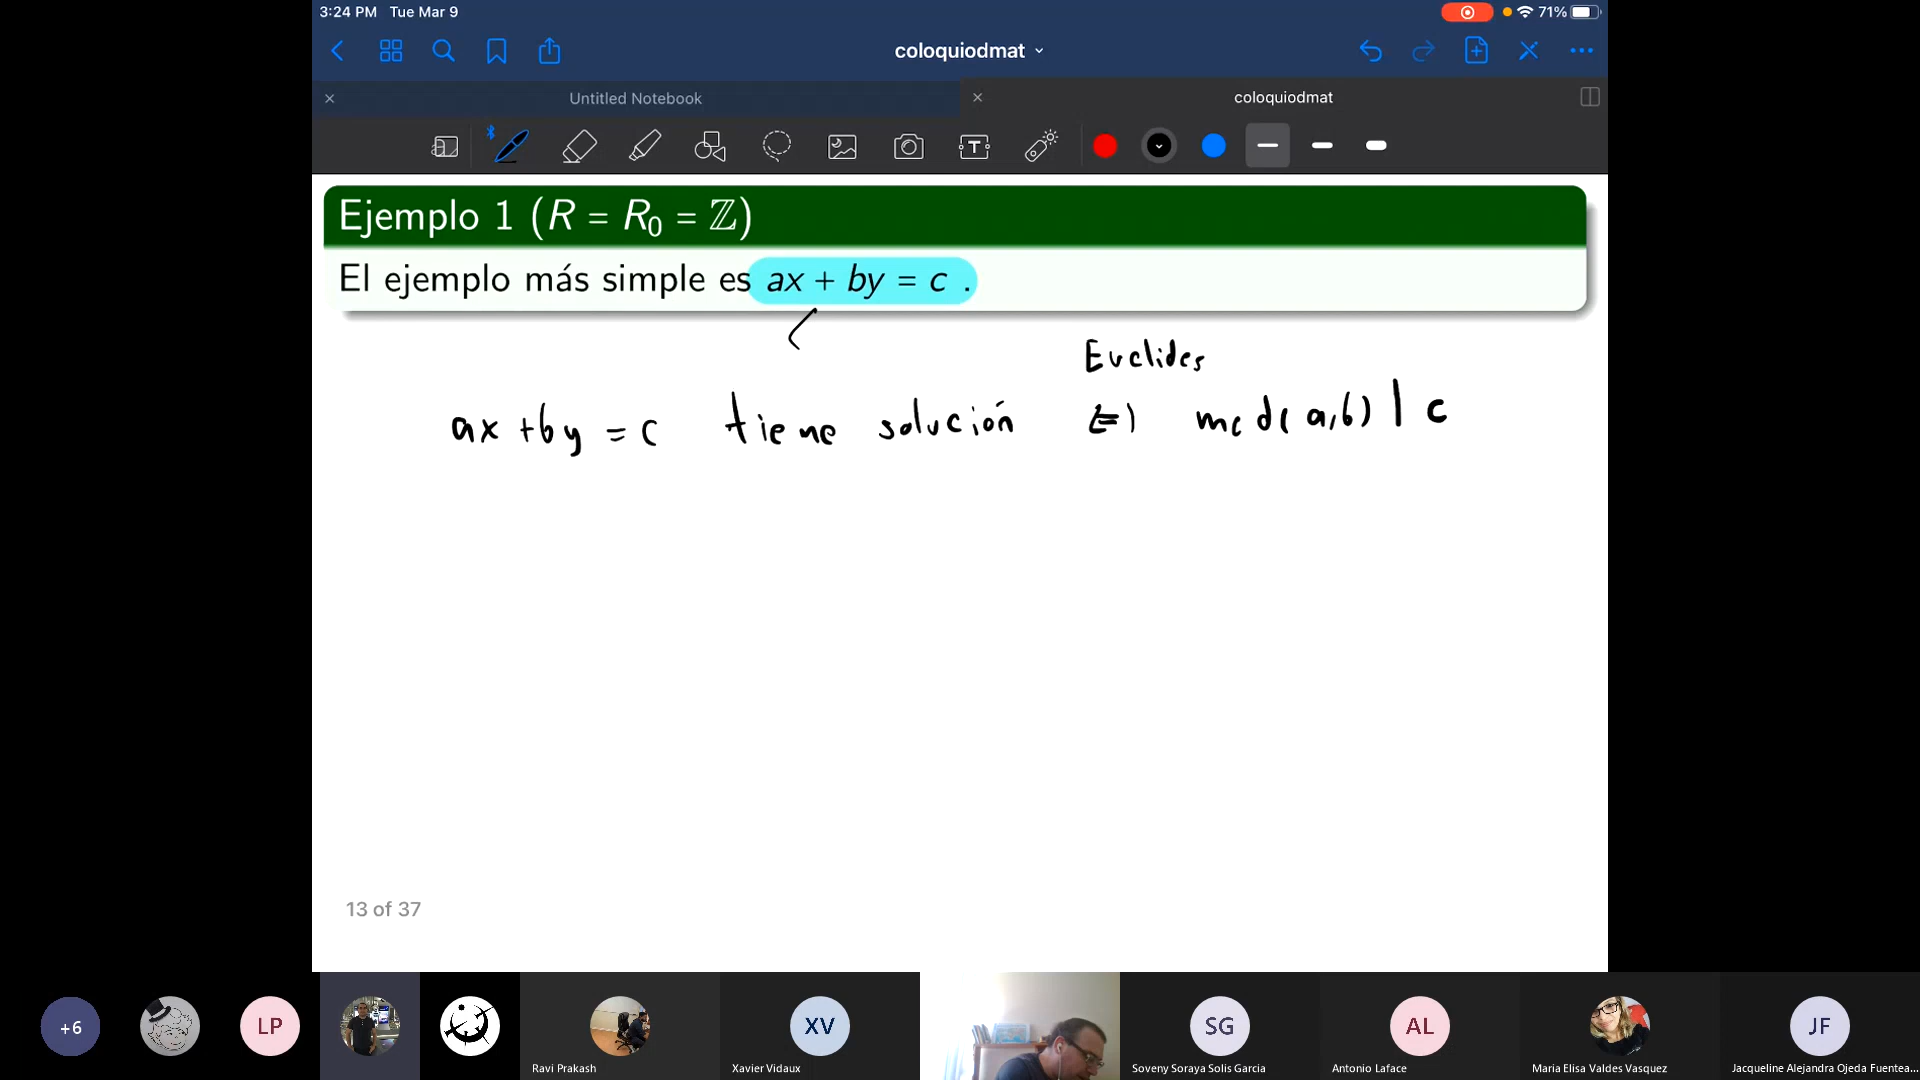 3:24 PM Tue Mar 9
71%
coloquiodmat
Untitled Notebook
coloquiodmat
Ejemplo 1 (R = R₀ = ℤ)
El ejemplo más simple es ax + by = c .
Euclides
ax + by = c tiene solución ⇔ mcd(a,b) | c
13 of 37
+6
LP
XV
SG
AL
JF
Ravi Prakash
Xavier Vidaux
Soveny Soraya Solis Garcia
Antonio Laface
Maria Elisa Valdes Vasquez
Jacqueline Alejandra Ojeda Fuentea...